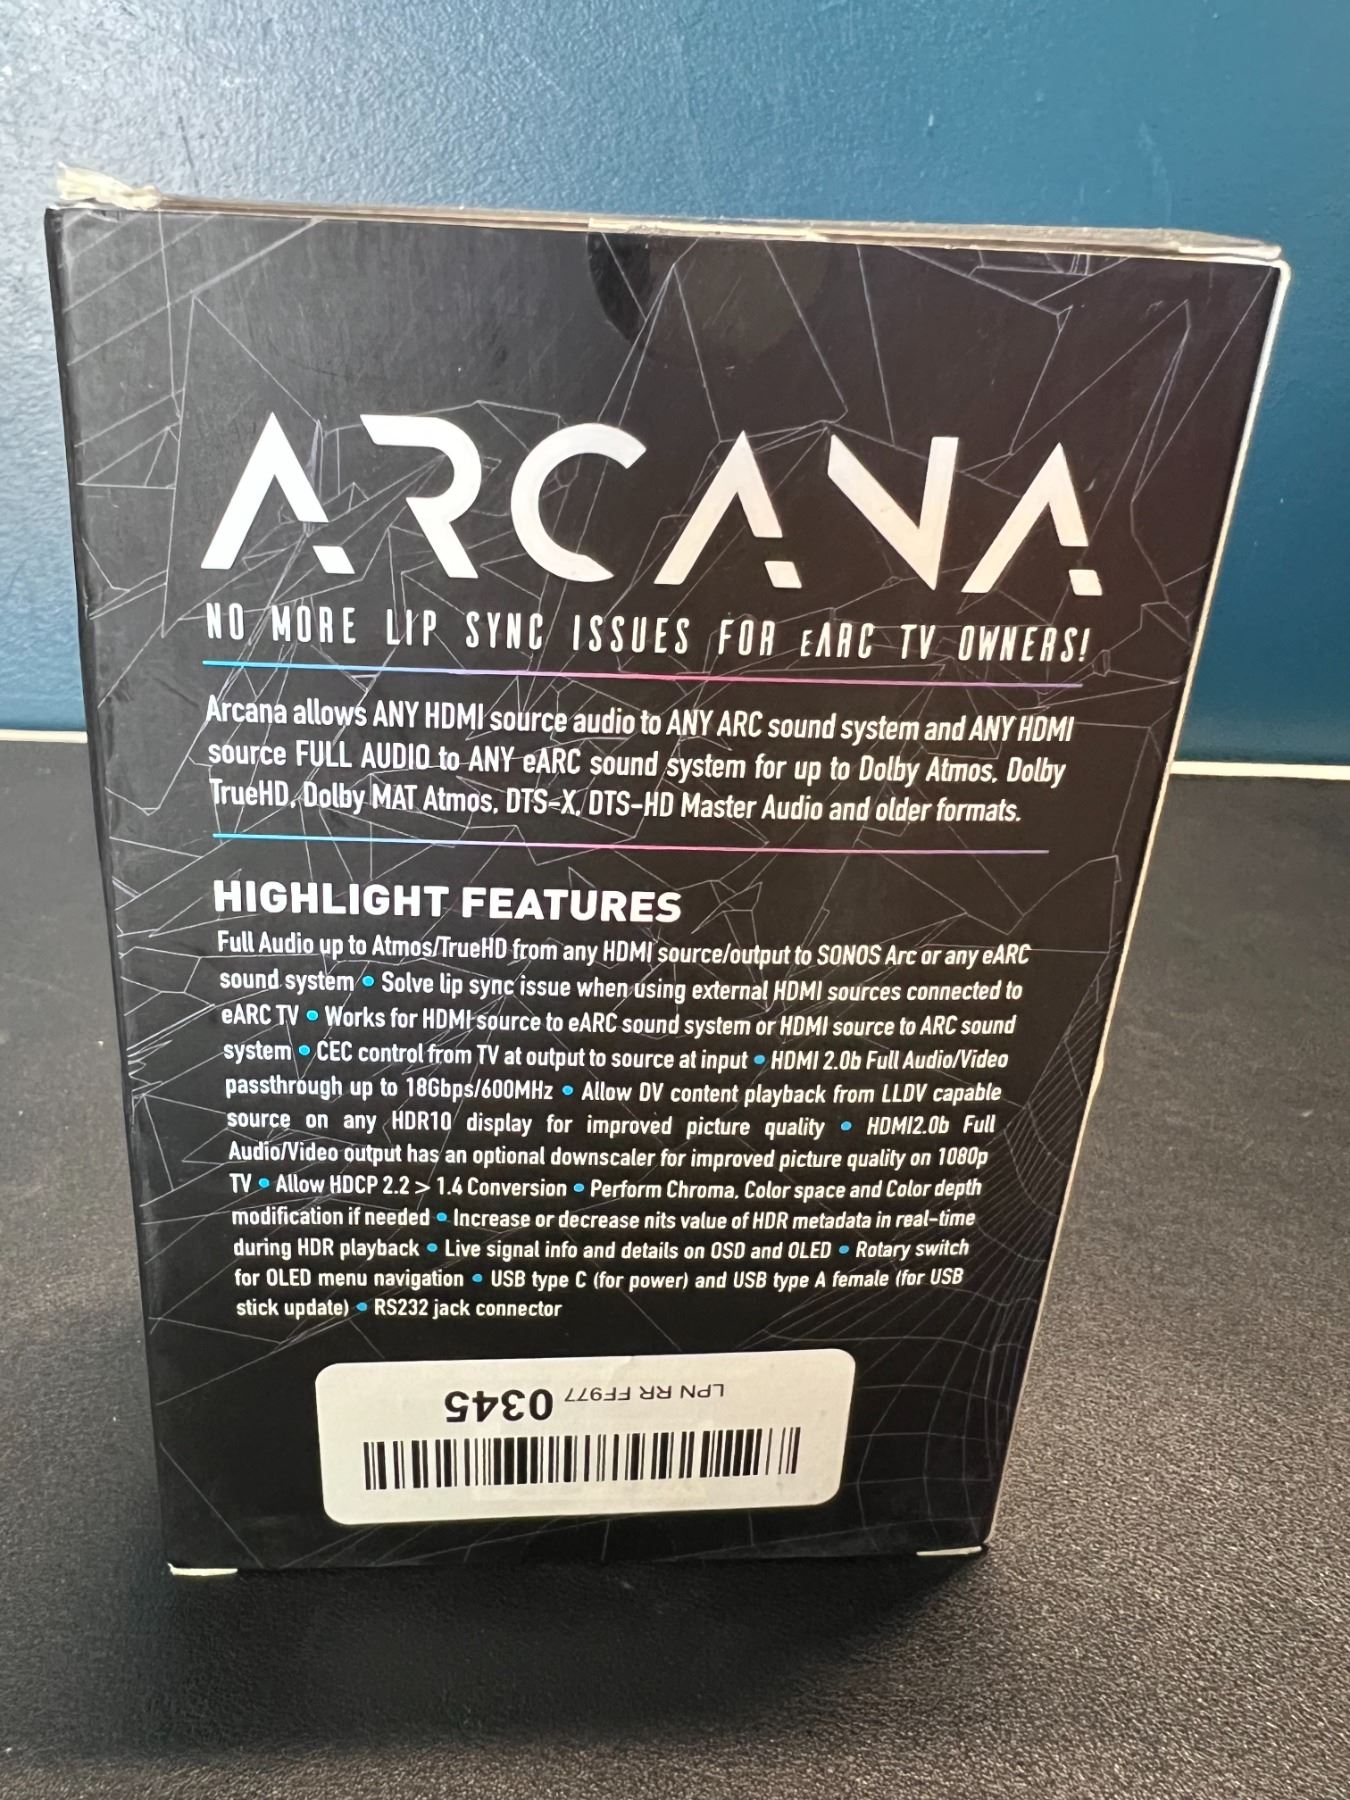 ARCANA
NO MORE LIP SYNC ISSUES FOR eARC TV OWNERS!
Arcana allows ANY HDMI source audio to ANY ARC sound system and ANY HDMI
source FULL AUDIO to ANY eARC sound system for up to Dolby Atmos, Dolby
TrueHD, Dolby MAT Atmos, DTS-X, DTS-HD Master Audio and older formats.
HIGHLIGHT FEATURES
Full Audio up to Atmos/TrueHD from any HDMI source/output to SONOS Arc or any eARC
sound system • Solve lip sync issue when using external HDMI sources connected to
eARC TV • Works for HDMI source to eARC sound system or HDMI source to ARC sound
system • CEC control from TV at output to source at input • HDMI 2.0b Full Audio/Video
passthrough up to 18Gbps/600MHz • Allow DV content playback from LLDV capable
source on any HDR10 display for improved picture quality • HDMI2.0b Full
Audio/Video output has an optional downscaler for improved picture quality on 1080p
TV • Allow HDCP 2.2 > 1.4 Conversion • Perform Chroma, Color space and Color depth
modification if needed • Increase or decrease nits value of HDR metadata in real-time
during HDR playback • Live signal info and details on OSD and OLED • Rotary switch
for OLED menu navigation • USB type C (for power) and USB type A female (for USB
stick update) • RS232 jack connector
LPN RR FF977 0345